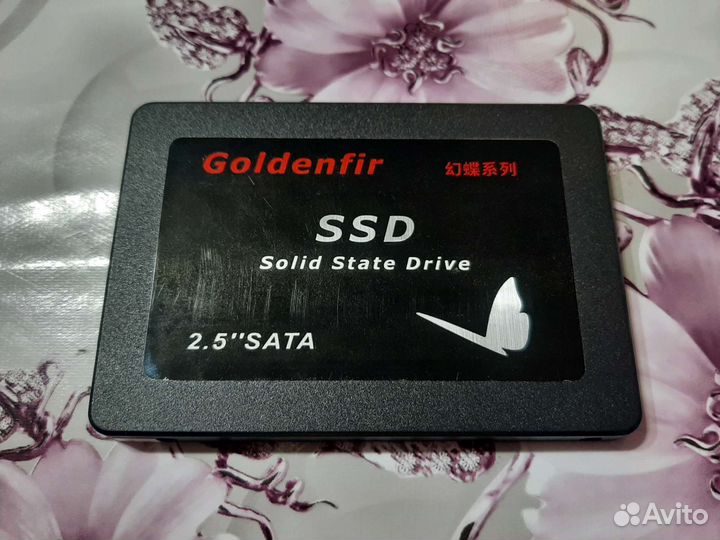 Goldenfir 幻蝶系列
SSD
Solid State Drive
2.5''SATA
Avito